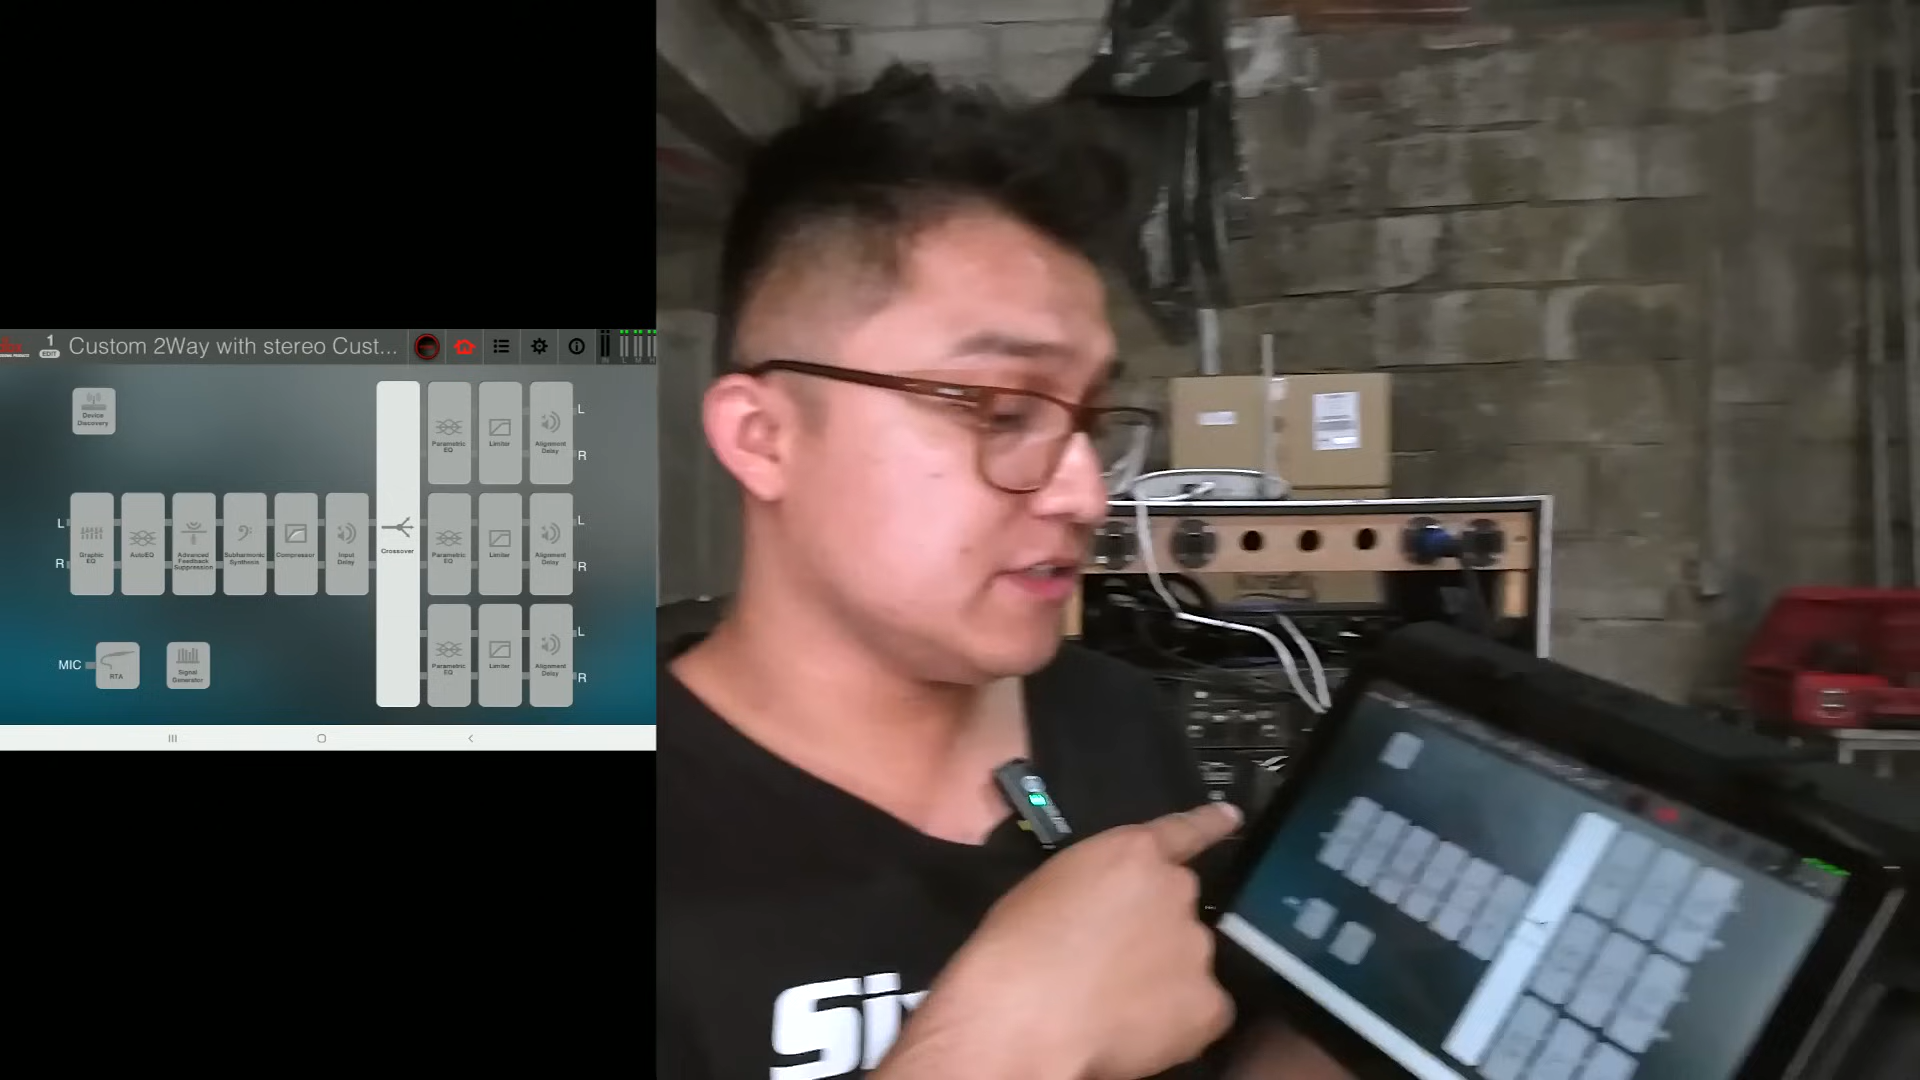 1
EDIT
Custom 2Way with stereo Cust...
Device
Discovery
Parametric
EQ
Limiter
Alignment
Delay
L
R
L
R
Graphic
EQ
AutoEQ
Advanced
Feedback
Suppression
Subharmonic
Synthesis
Compressor
Input
Delay
Crossover
Parametric
EQ
Limiter
Alignment
Delay
L
R
MIC
RTA
Signal
Generator
Parametric
EQ
Limiter
Alignment
Delay
L
R
Si